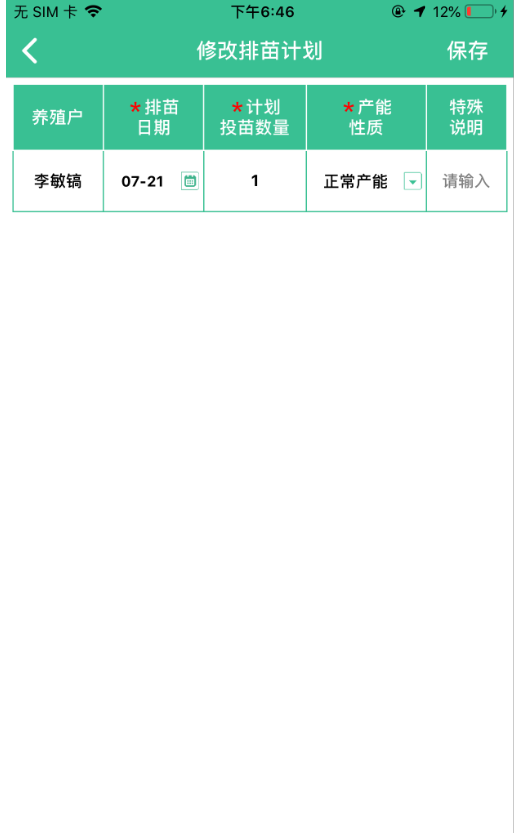 无 SIM 卡 下午6:46 12%
修改排苗计划 保存
养殖户 *排苗日期 *计划投苗数量 *产能性质 特殊说明
李敏镐 07-21 1 正常产能 请输入